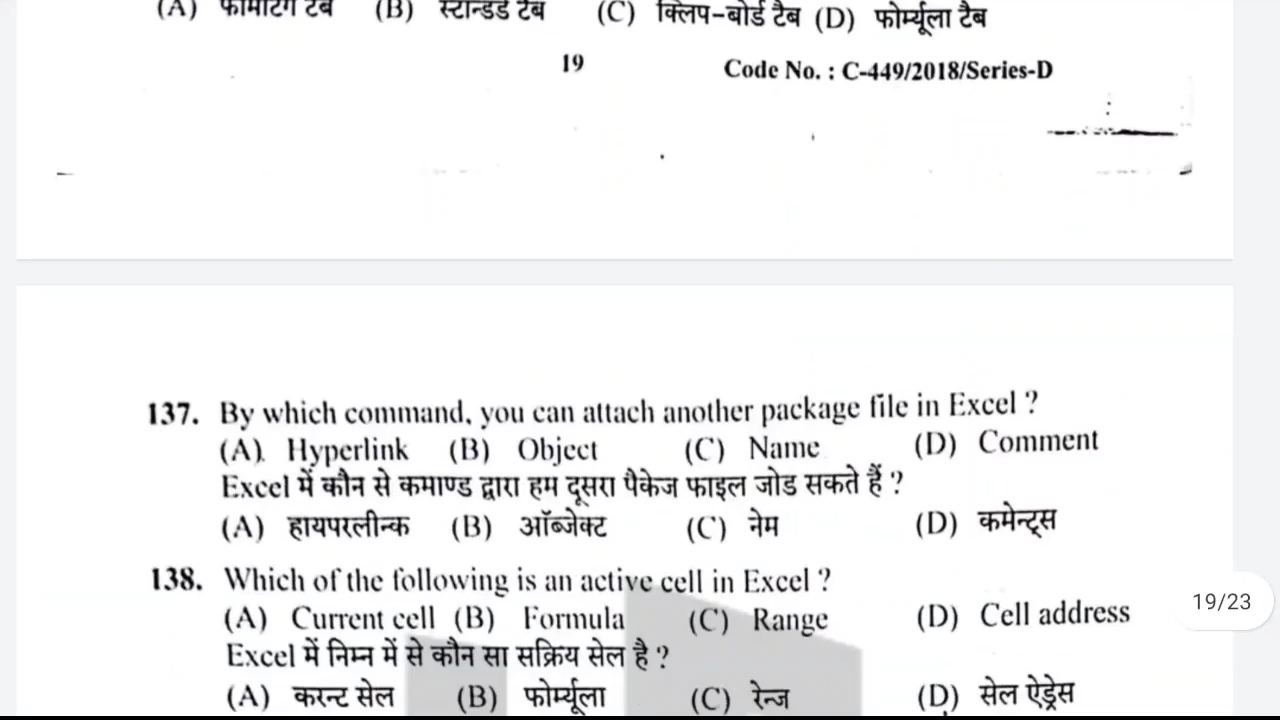 (A) फोर्मेटिंग टैब (B) स्टान्डर्ड टैब (C) क्लिप-बोर्ड टैब (D) फोर्म्यूला टैब
19 Code No. : C-449/2018/Series-D
137. By which command, you can attach another package file in Excel ?
(A) Hyperlink (B) Object (C) Name (D) Comment
Excel में कौन से कमाण्ड द्वारा हम दूसरा पैकेज फाइल जोड सकते हैं ?
(A) हायपरलीन्क (B) ऑब्जेक्ट (C) नेम (D) कमेन्ट्स
138. Which of the following is an active cell in Excel ?
(A) Current cell (B) Formula (C) Range (D) Cell address
19/23
Excel में निम्न में से कौन सा सक्रिय सेल है ?
(A) करन्ट सेल (B) फोर्म्यूला (C) रेन्ज (D) सेल ऐड्रेस